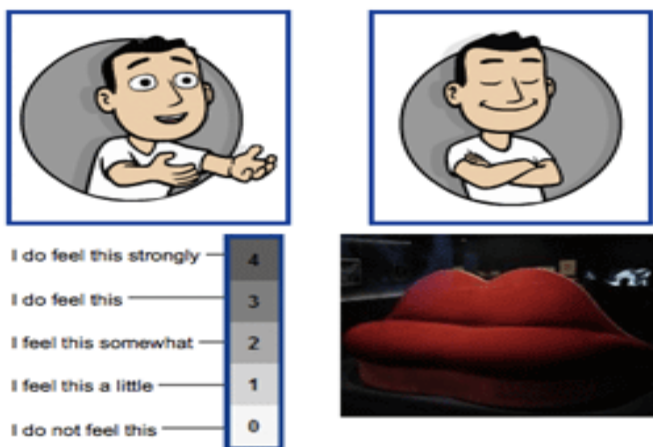 I do feel this strongly 4
I do feel this 3
I feel this somewhat 2
I feel this a little 1
I do not feel this 0